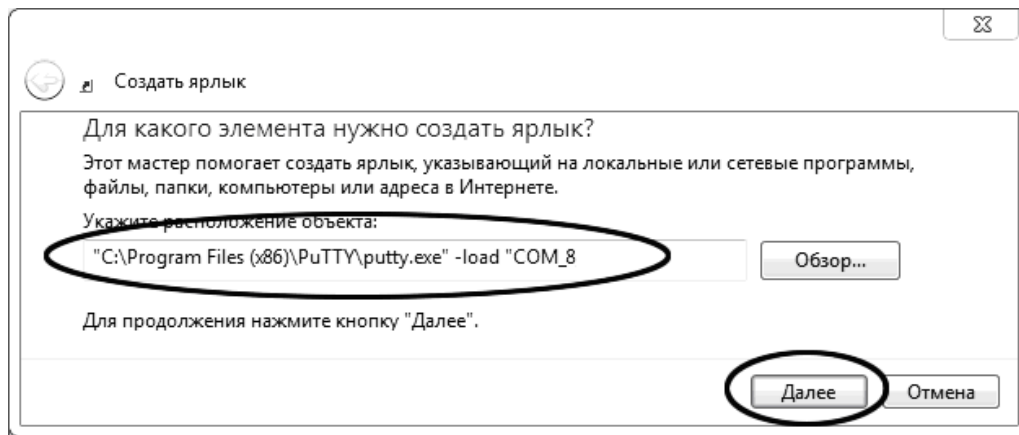 Создать ярлык
Для какого элемента нужно создать ярлык?
Этот мастер помогает создать ярлык, указывающий на локальные или сетевые программы,
файлы, папки, компьютеры или адреса в Интернете.
Укажите расположение объекта:
"C:\Program Files (x86)\PuTTY\putty.exe" -load "COM_8
Обзор...
Для продолжения нажмите кнопку "Далее".
Далее
Отмена